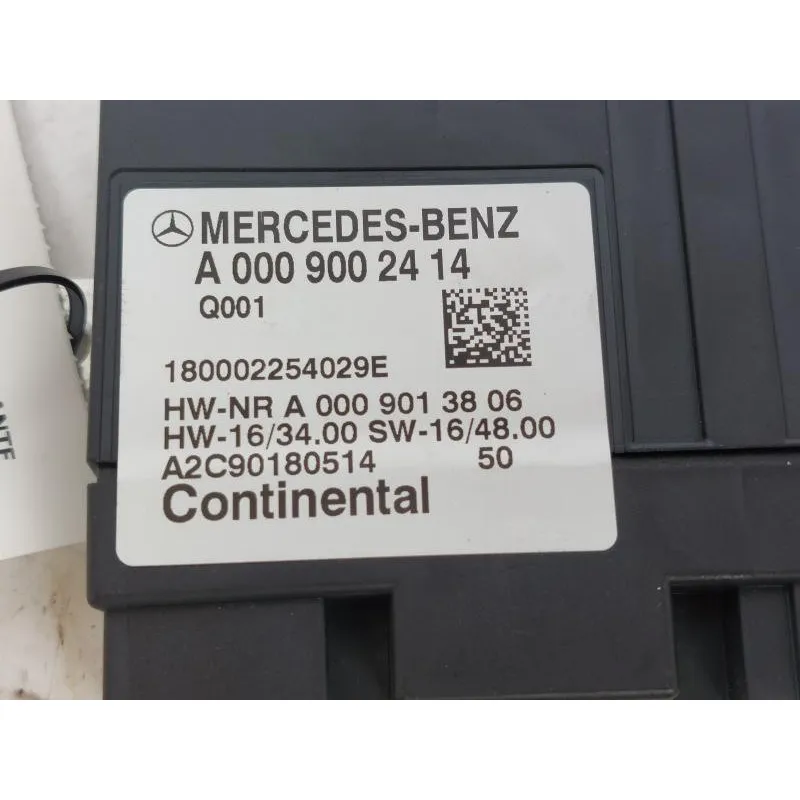 MERCEDES-BENZ
A 000 900 24 14
Q001
180002254029E
HW-NR A 000 901 38 06
HW-16/34.00 SW-16/48.00
A2C90180514 50
Continental
ANTE